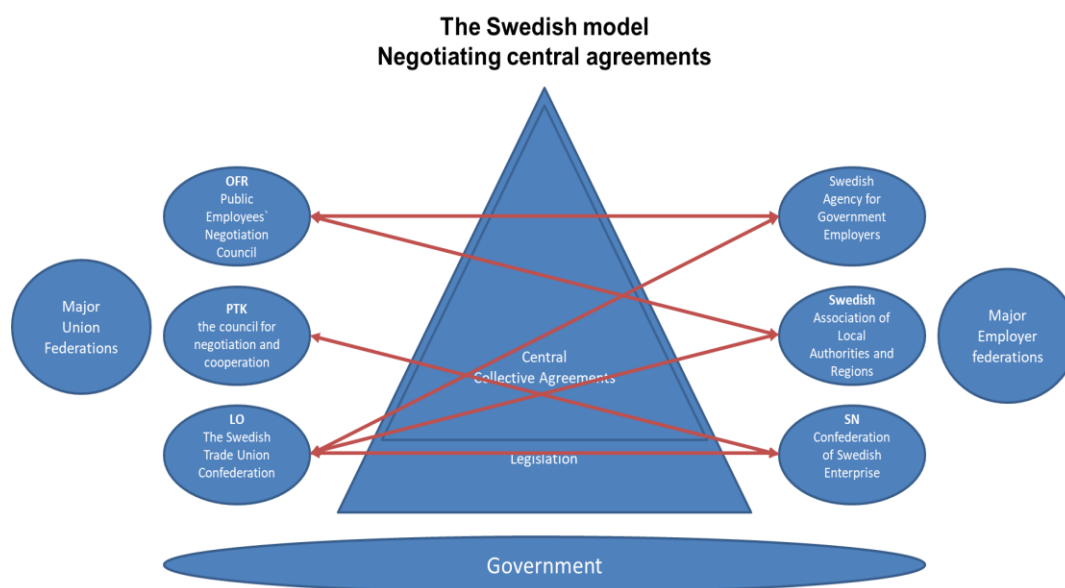 The Swedish model
Negotiating central agreements
OFR
Public
Employees`
Negotiation
Council
Swedish
Agency for
Government
Employers
Major
Union
Federations
PTK
the council for
negotiation and
cooperation
Central
Collective Agreements
Swedish
Association of
Local
Authorities and
Regions
Major
Employer
federations
LO
The Swedish
Trade Union
Confederation
Legislation
SN
Confederation
of Swedish
Enterprise
Government